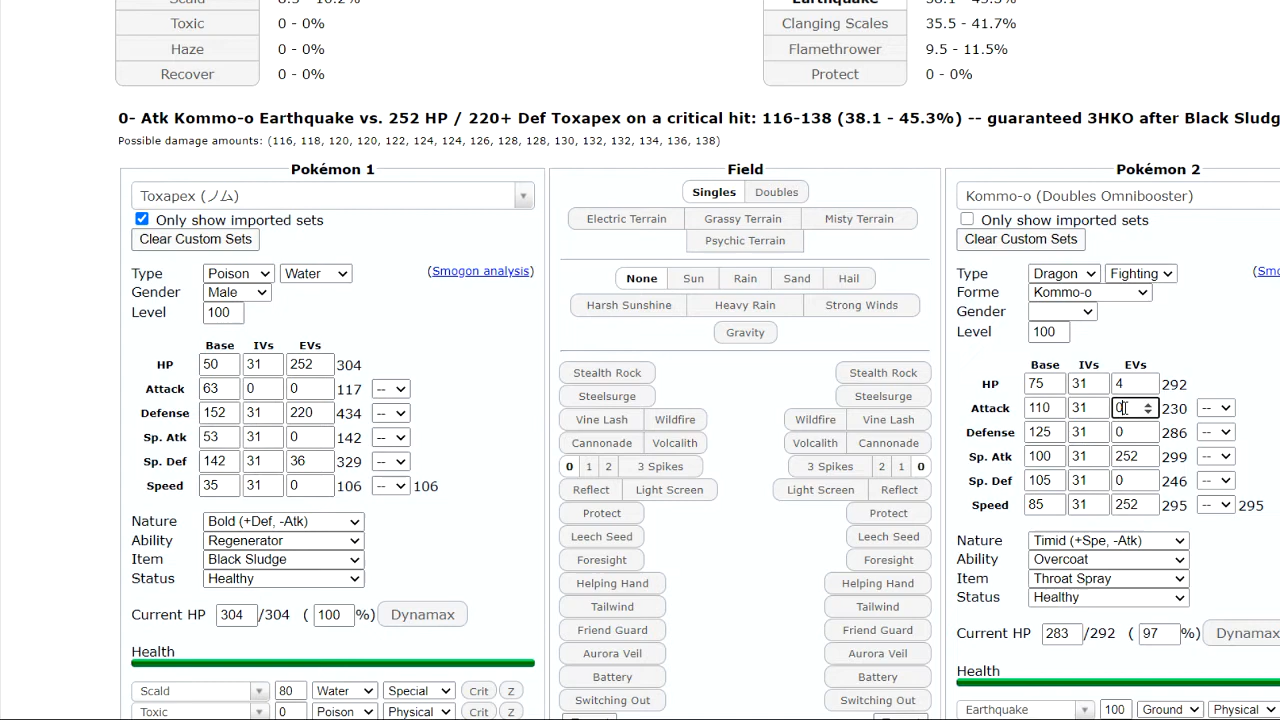 Scald 8.5 - 10.2% Earthquake 38.1 - 45.3%
Toxic 0 - 0% Clanging Scales 35.5 - 41.7%
Haze 0 - 0% Flamethrower 9.5 - 11.5%
Recover 0 - 0% Protect 0 - 0%
0- Atk Kommo-o Earthquake vs. 252 HP / 220+ Def Toxapex on a critical hit: 116-138 (38.1 - 45.3%) -- guaranteed 3HKO after Black Sludg
Possible damage amounts: (116, 118, 120, 120, 122, 124, 124, 126, 128, 128, 130, 132, 132, 134, 136, 138)
Pokémon 1
Toxapex (ノム)
Only show imported sets
Clear Custom Sets
Type Poison Water (Smogon analysis)
Gender Male
Level 100
Base IVs EVs
HP 50 31 252 304
Attack 63 0 0 117 --
Defense 152 31 220 434 --
Sp. Atk 53 31 0 142 --
Sp. Def 142 31 36 329 --
Speed 35 31 0 106 -- 106
Nature Bold (+Def, -Atk)
Ability Regenerator
Item Black Sludge
Status Healthy
Current HP 304 /304 ( 100 %) Dynamax
Health
Scald 80 Water Special Crit Z
Toxic 0 Poison Physical Crit Z
Field
Singles Doubles
Electric Terrain Grassy Terrain Misty Terrain
Psychic Terrain
None Sun Rain Sand Hail
Harsh Sunshine Heavy Rain Strong Winds
Gravity
Stealth Rock Stealth Rock
Steelsurge Steelsurge
Vine Lash Wildfire Wildfire Vine Lash
Cannonade Volcalith Volcalith Cannonade
0 1 2 3 Spikes 3 Spikes 2 1 0
Reflect Light Screen Light Screen Reflect
Protect Protect
Leech Seed Leech Seed
Foresight Foresight
Helping Hand Helping Hand
Tailwind Tailwind
Friend Guard Friend Guard
Aurora Veil Aurora Veil
Battery Battery
Switching Out Switching Out
Pokémon 2
Kommo-o (Doubles Omnibooster)
Only show imported sets
Clear Custom Sets
Type Dragon Fighting (Smo
Forme Kommo-o
Gender
Level 100
Base IVs EVs
HP 75 31 4 292
Attack 110 31 0 230 --
Defense 125 31 0 286 --
Sp. Atk 100 31 252 299 --
Sp. Def 105 31 0 246 --
Speed 85 31 252 295 -- 295
Nature Timid (+Spe, -Atk)
Ability Overcoat
Item Throat Spray
Status Healthy
Current HP 283 /292 ( 97 %) Dynamax
Health
Earthquake 100 Ground Physical